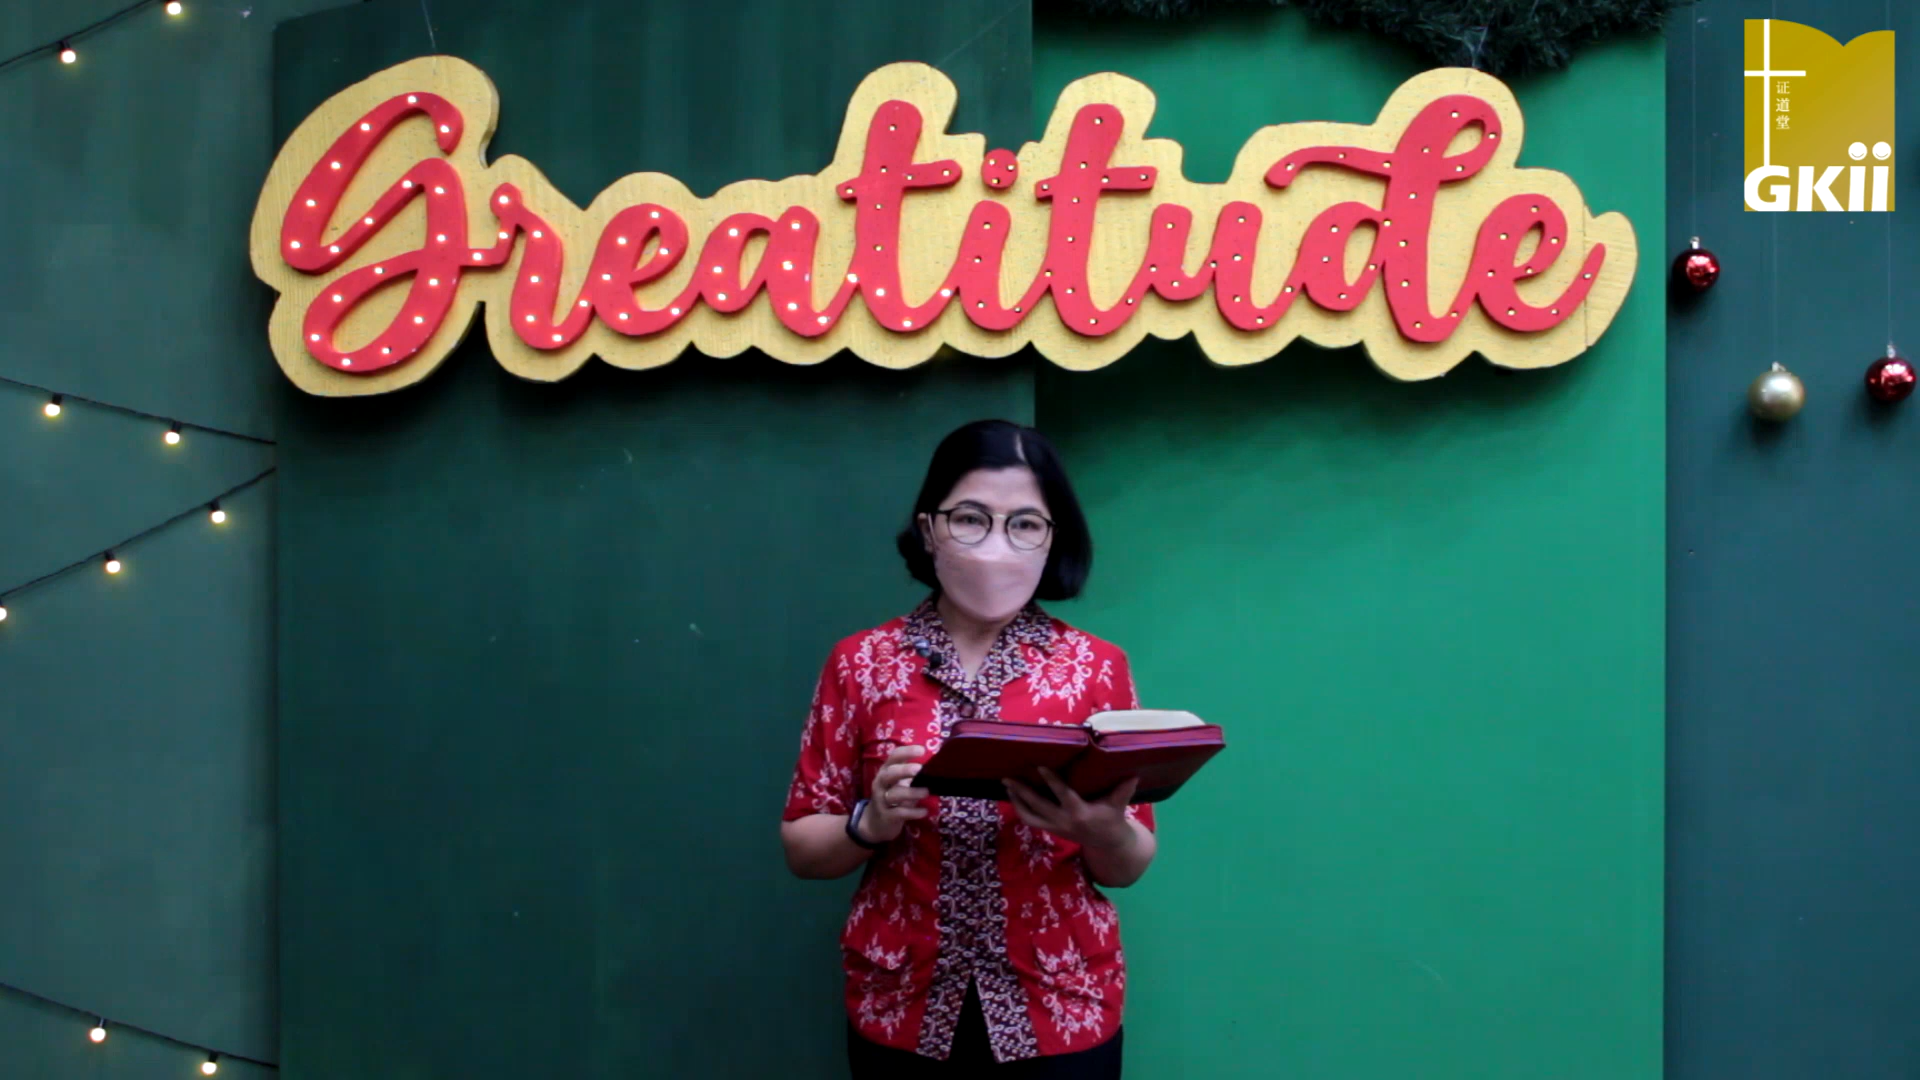 Greatitude
证
道
堂
GKii